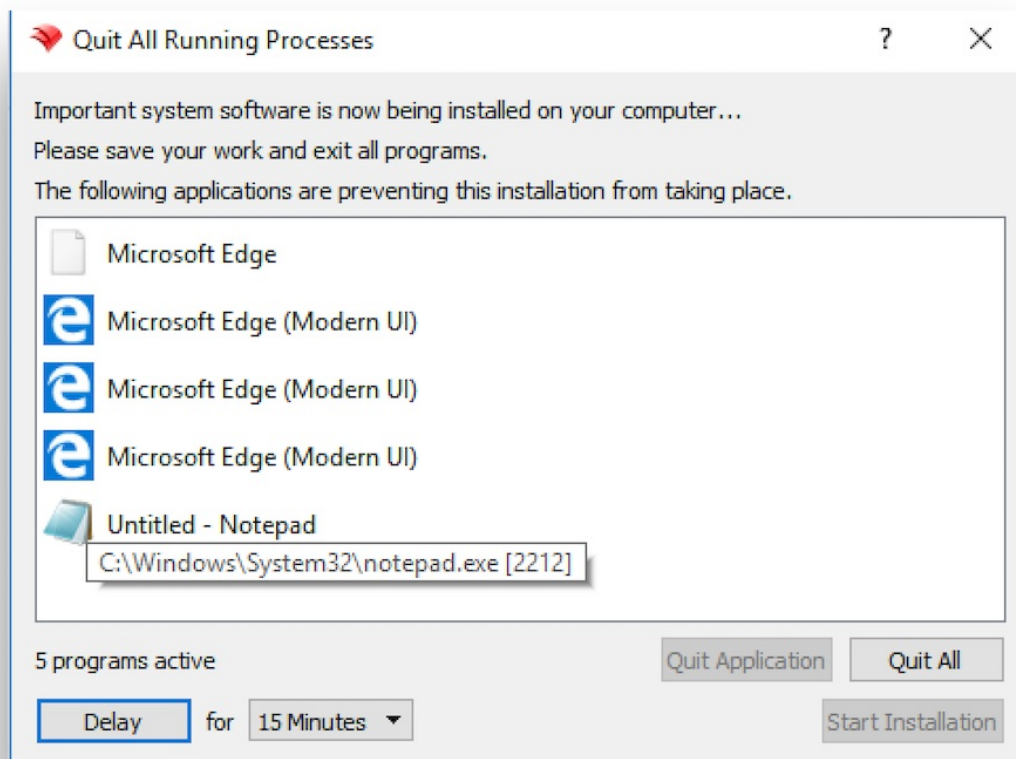 Quit All Running Processes
?
Important system software is now being installed on your computer...
Please save your work and exit all programs.
The following applications are preventing this installation from taking place.
Microsoft Edge
Microsoft Edge (Modern UI)
Microsoft Edge (Modern UI)
Microsoft Edge (Modern UI)
Untitled - Notepad
C:\Windows\System32\notepad.exe [2212]
5 programs active
Quit Application
Quit All
Delay
for
15 Minutes
Start Installation